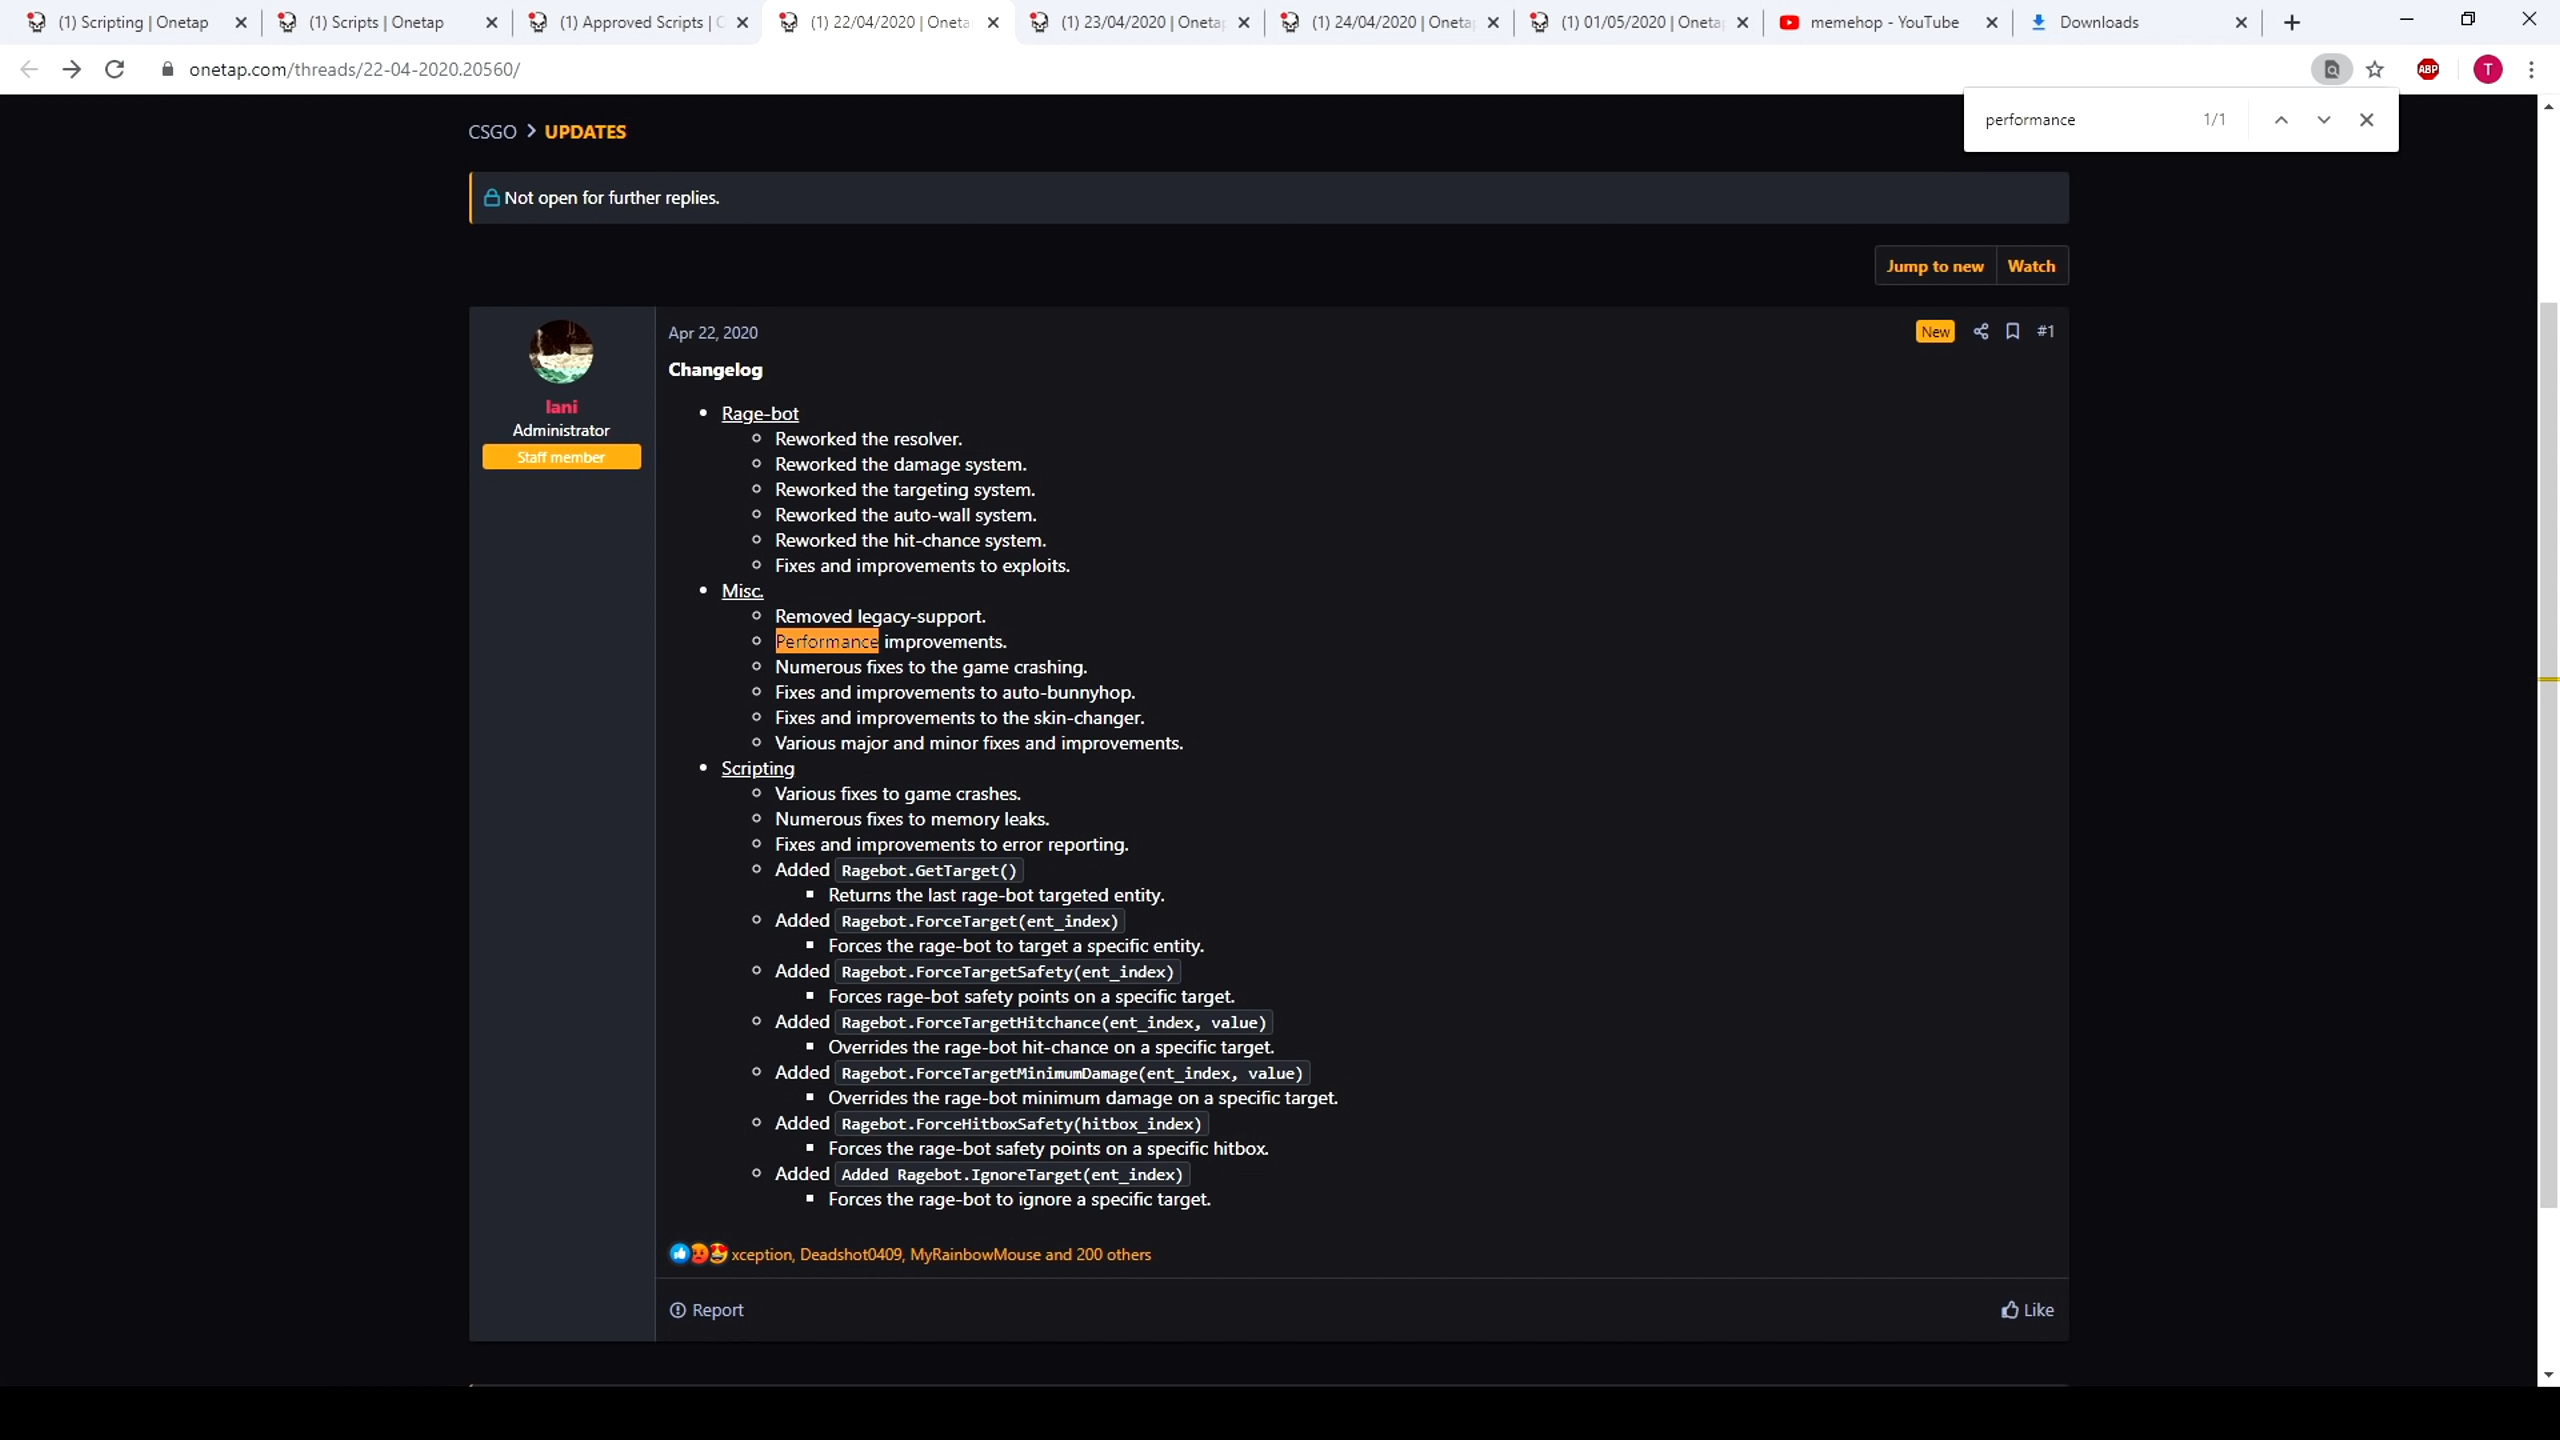 (1) Scripting | Onetap
(1) Scripts | Onetap
(1) Approved Scripts | C
(1) 22/04/2020 | Oneta
(1) 23/04/2020 | Onetap
(1) 24/04/2020 | Onetap
(1) 01/05/2020 | Onetap
memehop - YouTube
Downloads
onetap.com/threads/22-04-2020.20560/
ABP
T
performance
1/1
CSGO > UPDATES
Not open for further replies.
Jump to new
Watch
lani
Administrator
Staff member
Apr 22, 2020
New
#1
Changelog
• Rage-bot
Reworked the resolver.
Reworked the damage system.
Reworked the targeting system.
Reworked the auto-wall system.
Reworked the hit-chance system.
Fixes and improvements to exploits.
• Misc.
Removed legacy-support.
Performance improvements.
Numerous fixes to the game crashing.
Fixes and improvements to auto-bunnyhop.
Fixes and improvements to the skin-changer.
Various major and minor fixes and improvements.
• Scripting
Various fixes to game crashes.
Numerous fixes to memory leaks.
Fixes and improvements to error reporting.
Added Ragebot.GetTarget()
Returns the last rage-bot targeted entity.
Added Ragebot.ForceTarget(ent_index)
Forces the rage-bot to target a specific entity.
Added Ragebot.ForceTargetSafety(ent_index)
Forces rage-bot safety points on a specific target.
Added Ragebot.ForceTargetHitchance(ent_index, value)
Overrides the rage-bot hit-chance on a specific target.
Added Ragebot.ForceTargetMinimumDamage(ent_index, value)
Overrides the rage-bot minimum damage on a specific target.
Added Ragebot.ForceHitboxSafety(hitbox_index)
Forces the rage-bot safety points on a specific hitbox.
Added Added Ragebot.IgnoreTarget(ent_index)
Forces the rage-bot to ignore a specific target.
xception, Deadshot0409, MyRainbowMouse and 200 others
Report
Like